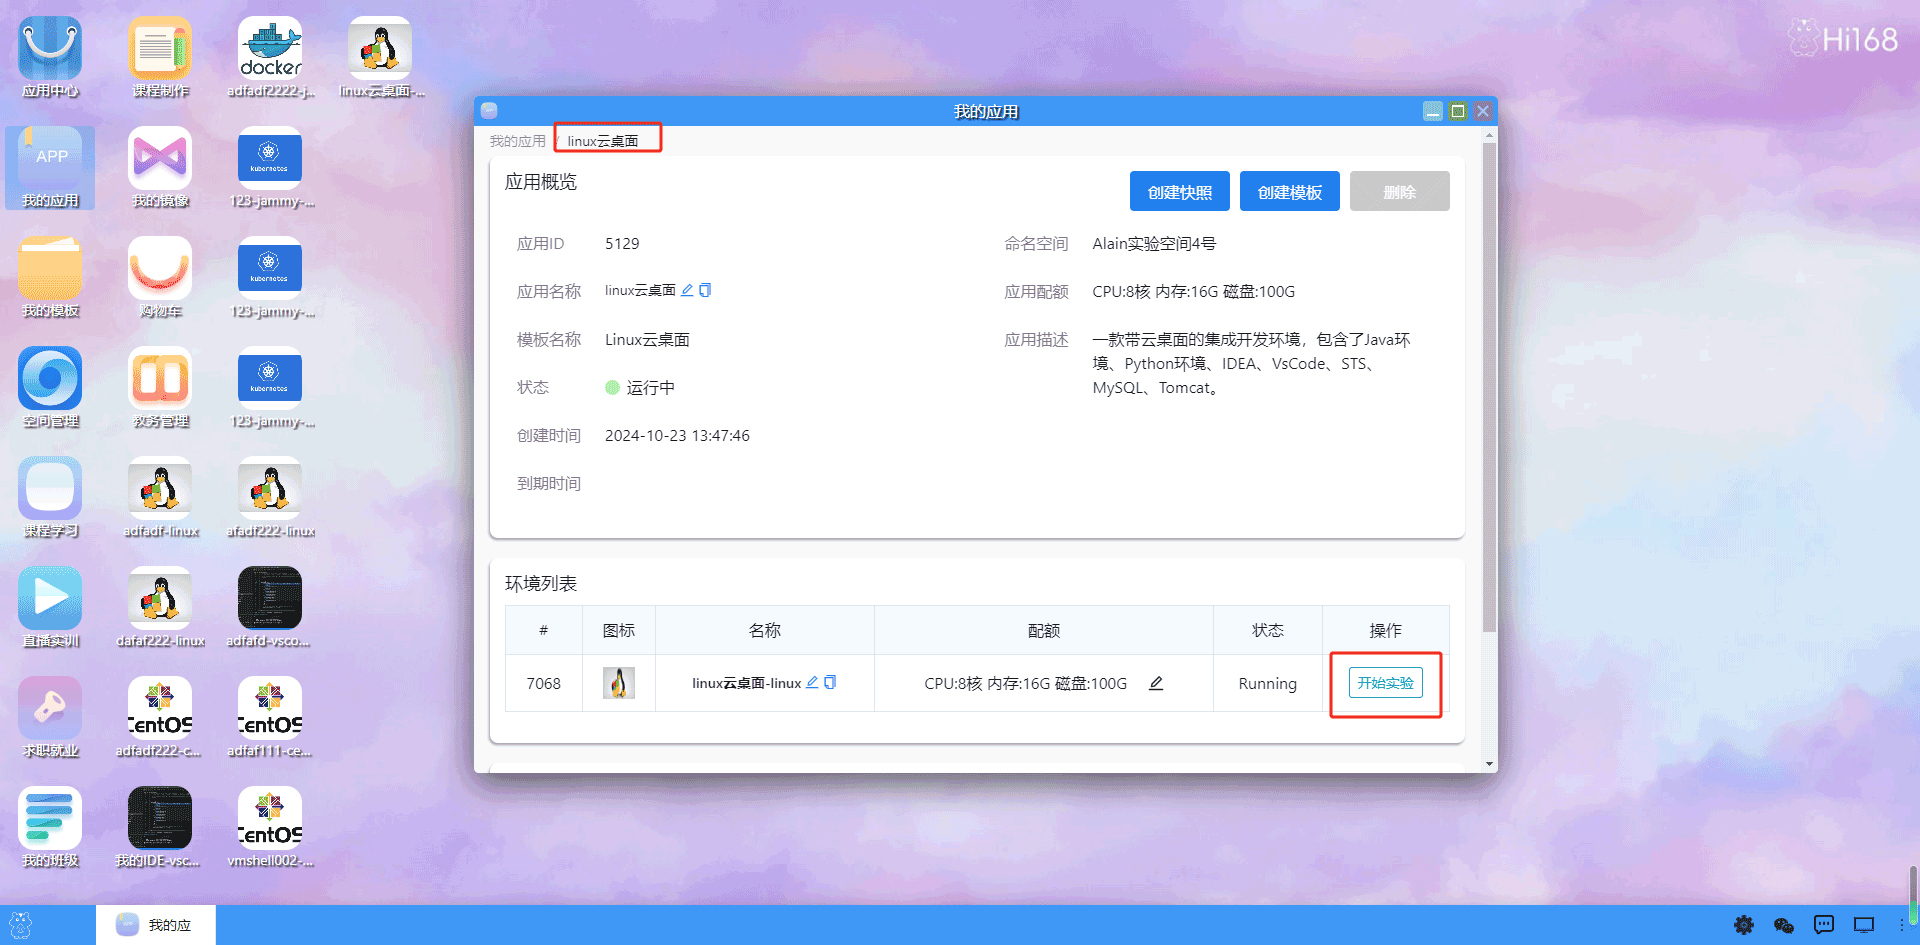 Hi168
应用中心
课程制作
docker
adfadf2222-j...
linux云桌面-...
APP
我的应用
我的镜像
kubernetes
123-jammy-...
我的模板
购物车
kubernetes
123-jammy-...
空间管理
教务管理
kubernetes
123-jammy-...
课程学习
adfadf-linux
afadf222-linux
直播实训
dafaf222-linux
adfafd-vsco...
求职就业
CentOS
adfadf222-c...
CentOS
adfaf111-ce...
我的班级
我的IDE-vsc...
CentOS
vmshell002-...
我的应用
我的应用 / linux云桌面
应用概览
创建快照 创建模板 删除
应用ID 5129
命名空间 Alain实验空间4号
应用名称 linux云桌面
应用配额 CPU:8核 内存:16G 磁盘:100G
模板名称 Linux云桌面
应用描述 一款带云桌面的集成开发环境，包含了Java环
境、Python环境、IDEA、VsCode、STS、
MySQL、Tomcat。
状态 运行中
创建时间 2024-10-23 13:47:46
到期时间
环境列表
# 图标 名称 配额 状态 操作
7068 linux云桌面-linux CPU:8核 内存:16G 磁盘:100G Running 开始实验
我的应